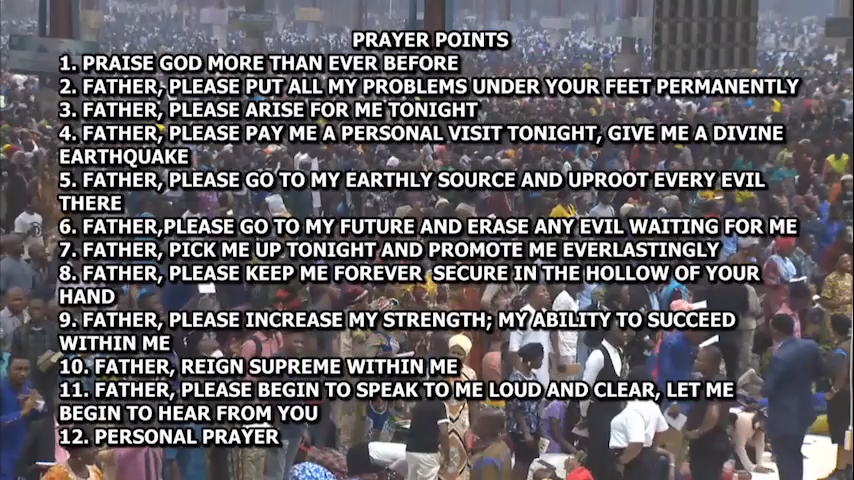 PRAYER POINTS
1. PRAISE GOD MORE THAN EVER BEFORE
2. FATHER, PLEASE PUT ALL MY PROBLEMS UNDER YOUR FEET PERMANENTLY
3. FATHER, PLEASE ARISE FOR ME TONIGHT
4. FATHER, PLEASE PAY ME A PERSONAL VISIT TONIGHT, GIVE ME A DIVINE
EARTHQUAKE
5. FATHER, PLEASE GO TO MY EARTHLY SOURCE AND UPROOT EVERY EVIL
THERE
6. FATHER,PLEASE GO TO MY FUTURE AND ERASE ANY EVIL WAITING FOR ME
7. FATHER, PICK ME UP TONIGHT AND PROMOTE ME EVERLASTINGLY
8. FATHER, PLEASE KEEP ME FOREVER  SECURE IN THE HOLLOW OF YOUR
HAND
9. FATHER, PLEASE INCREASE MY STRENGTH; MY ABILITY TO SUCCEED
WITHIN ME
10. FATHER, REIGN SUPREME WITHIN ME
11. FATHER, PLEASE BEGIN TO SPEAK TO ME LOUD AND CLEAR, LET ME
BEGIN TO HEAR FROM YOU
12. PERSONAL PRAYER